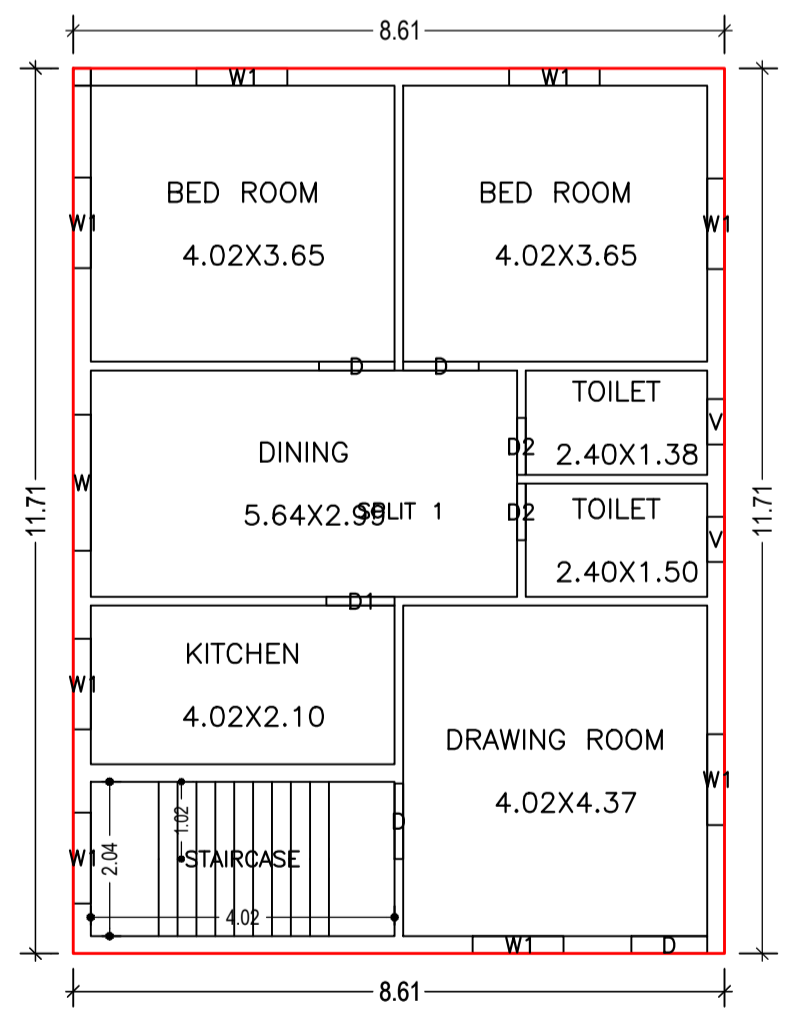 8.61
W1
W1
BED ROOM
4.02X3.65
BED ROOM
4.02X3.65
W1
W1
D
D
TOILET
2.40X1.38
V
DINING
5.64X2.99
SPLIT 1
D2
W
11.71
11.71
D2
TOILET
2.40X1.50
V
D1
KITCHEN
4.02X2.10
W1
DRAWING ROOM
4.02X4.37
W1
1.02
D
2.04
W1
STAIRCASE
4.02
W1
D
8.61